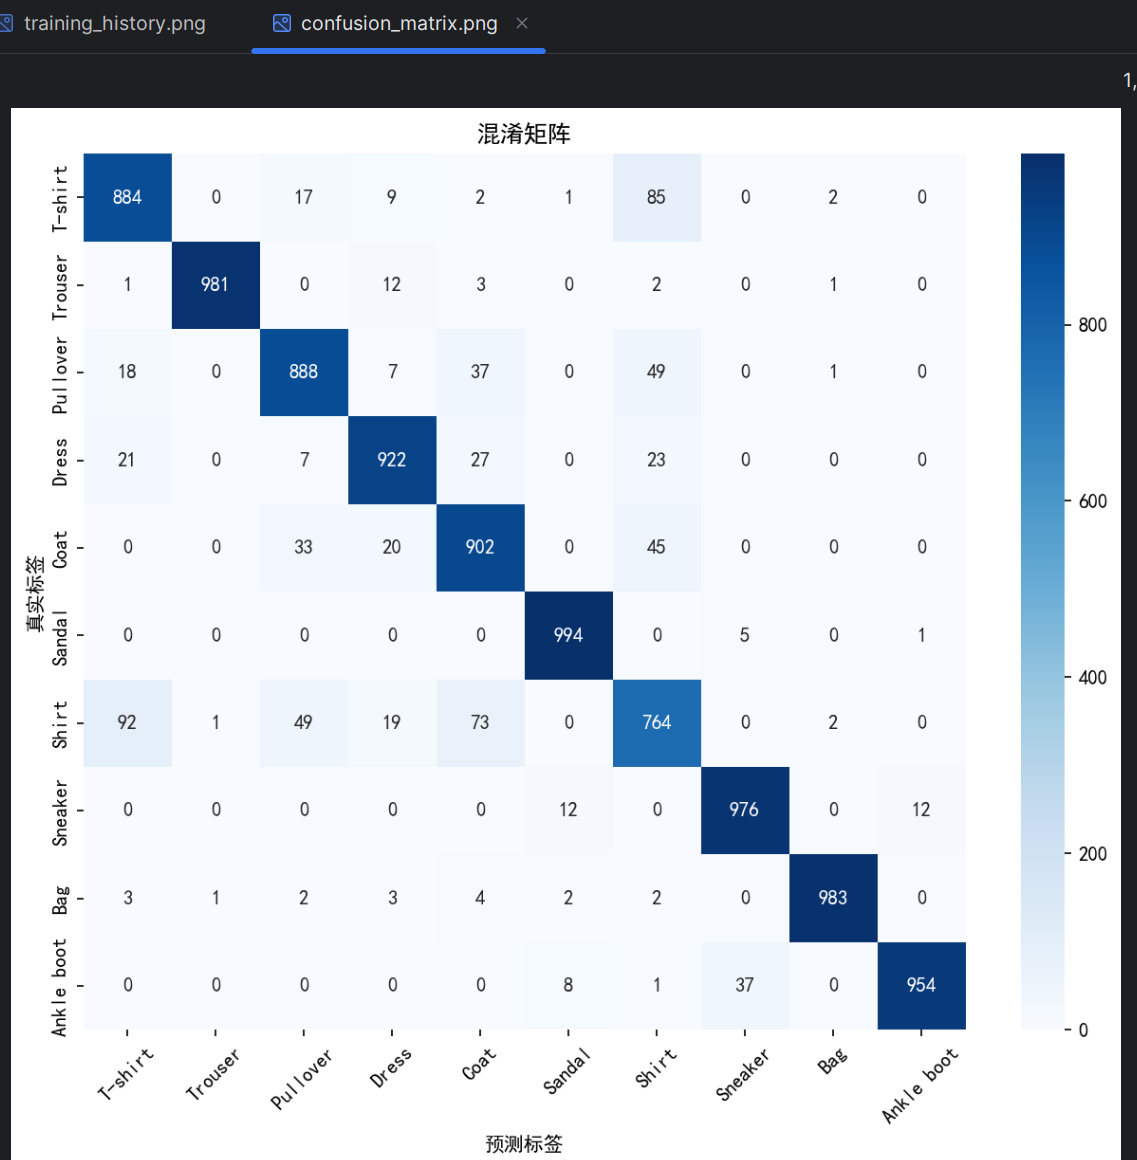 training_history.png confusion_matrix.png
1,
混淆矩阵
T-shirt 884 0 17 9 2 1 85 0 2 0
Trouser 1 981 0 12 3 0 2 0 1 0
Pullover 18 0 888 7 37 0 49 0 1 0
Dress 21 0 7 922 27 0 23 0 0 0
Coat 0 0 33 20 902 0 45 0 0 0
Sandal 0 0 0 0 0 994 0 5 0 1
Shirt 92 1 49 19 73 0 764 0 2 0
Sneaker 0 0 0 0 0 12 0 976 0 12
Bag 3 1 2 3 4 2 2 0 983 0
Ankle boot 0 0 0 0 0 8 1 37 0 954
真实标签
T-shirt Trouser Pullover Dress Coat Sandal Shirt Sneaker Bag Ankle boot
预测标签
800
600
400
200
0